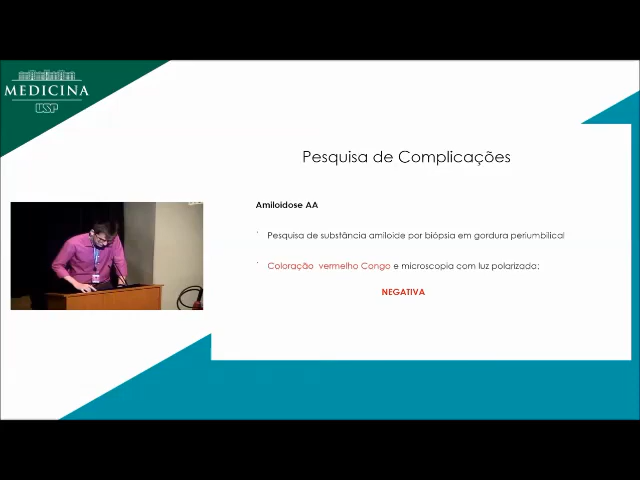 MEDICINA
USP
Pesquisa de Complicações
Amiloidose AA
Pesquisa de substância amiloide por biópsia em gordura periumbilical
Coloração vermelho Congo e microscopia com luz polarizada:
NEGATIVA